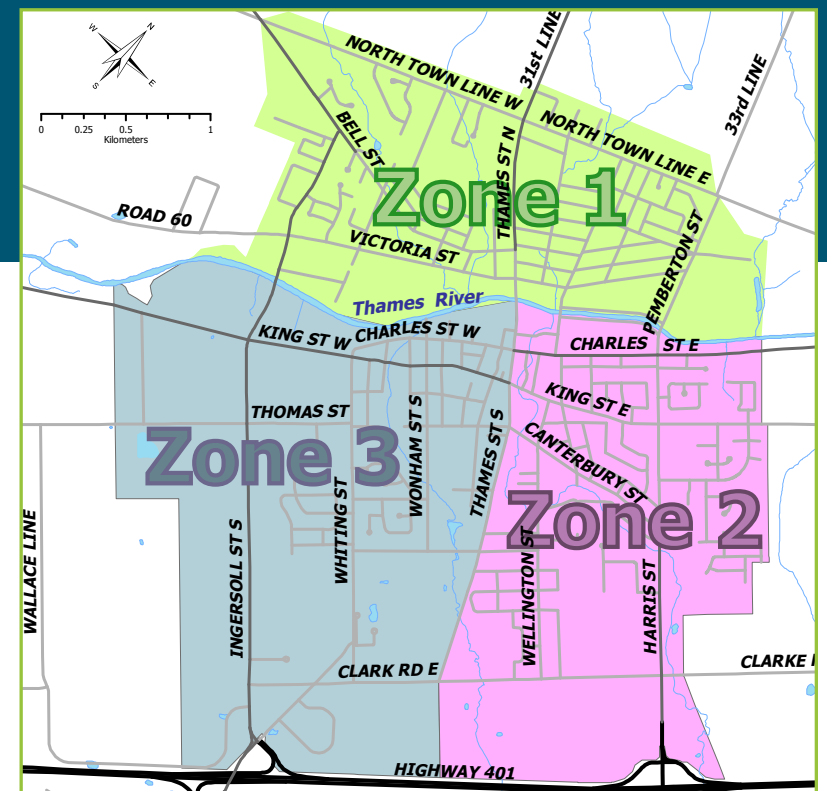 N
W
S
E
0 0.25 0.5 1
Kilometers
NORTH TOWN LINE W
31st LINE
33rd LINE
NORTH TOWN LINE E
BELL ST
THAMES ST N
Zone 1
ROAD 60
VICTORIA ST
PEMBERTON ST
Thames River
KING ST W
CHARLES ST W
CHARLES ST E
THOMAS ST
KING ST E
WONHAM ST S
THAMES ST S
CANTERBURY ST
Zone 3
WHITING ST
Zone 2
WALLACE LINE
INGERSOLL ST S
WELLINGTON ST
HARRIS ST
CLARK RD E
CLARKE
HIGHWAY 401